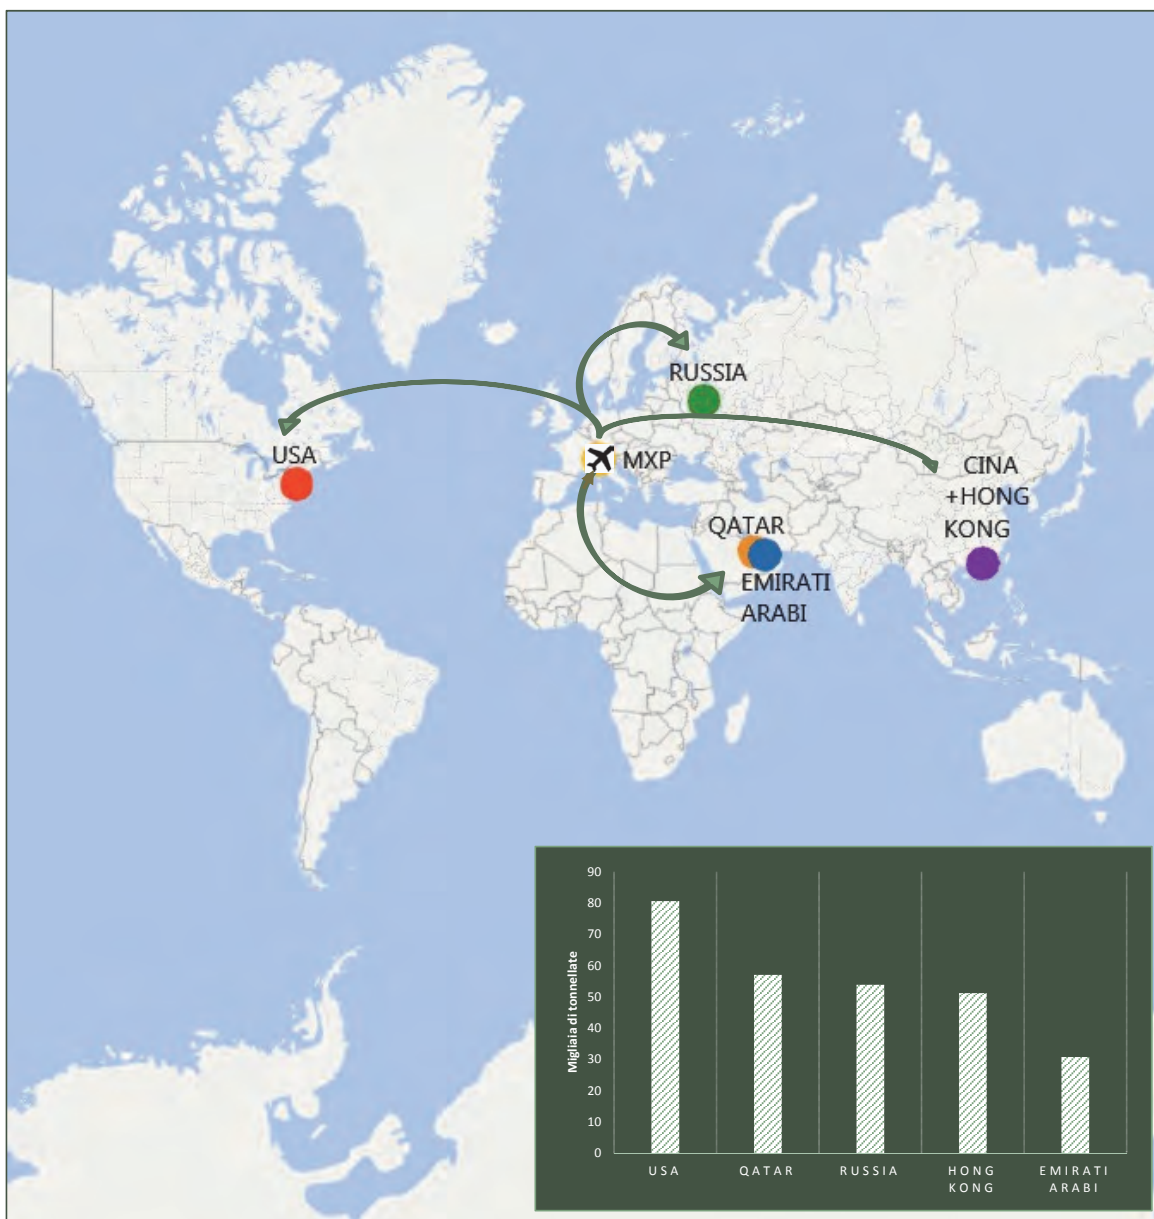 RUSSIA
USA
MXP
CINA
+HONG
KONG
QATAR
EMIRATI
ARABI
90
80
70
60
50
40
30
20
10
0
Migliaia di tonnellate
USA
QATAR
RUSSIA
HONG
KONG
EMIRATI
ARABI